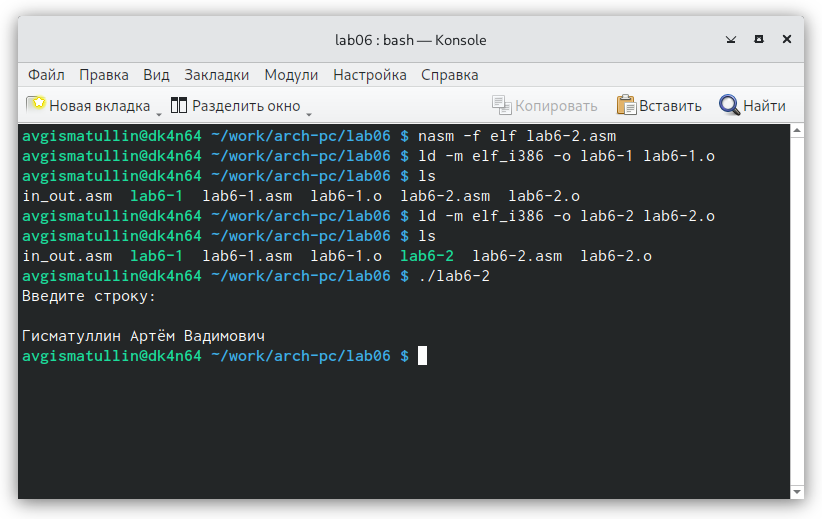 lab06 : bash — Konsole
Файл Правка Вид Закладки Модули Настройка Справка
Новая вкладка Разделить окно Копировать Вставить Найти
avgismatullin@dk4n64 ~/work/arch-pc/lab06 $ nasm -f elf lab6-2.asm
avgismatullin@dk4n64 ~/work/arch-pc/lab06 $ ld -m elf_i386 -o lab6-1 lab6-1.o
avgismatullin@dk4n64 ~/work/arch-pc/lab06 $ ls
in_out.asm lab6-1 lab6-1.asm lab6-1.o lab6-2.asm lab6-2.o
avgismatullin@dk4n64 ~/work/arch-pc/lab06 $ ld -m elf_i386 -o lab6-2 lab6-2.o
avgismatullin@dk4n64 ~/work/arch-pc/lab06 $ ls
in_out.asm lab6-1 lab6-1.asm lab6-1.o lab6-2 lab6-2.asm lab6-2.o
avgismatullin@dk4n64 ~/work/arch-pc/lab06 $ ./lab6-2
Введите строку:
Гисматуллин Артём Вадимович
avgismatullin@dk4n64 ~/work/arch-pc/lab06 $